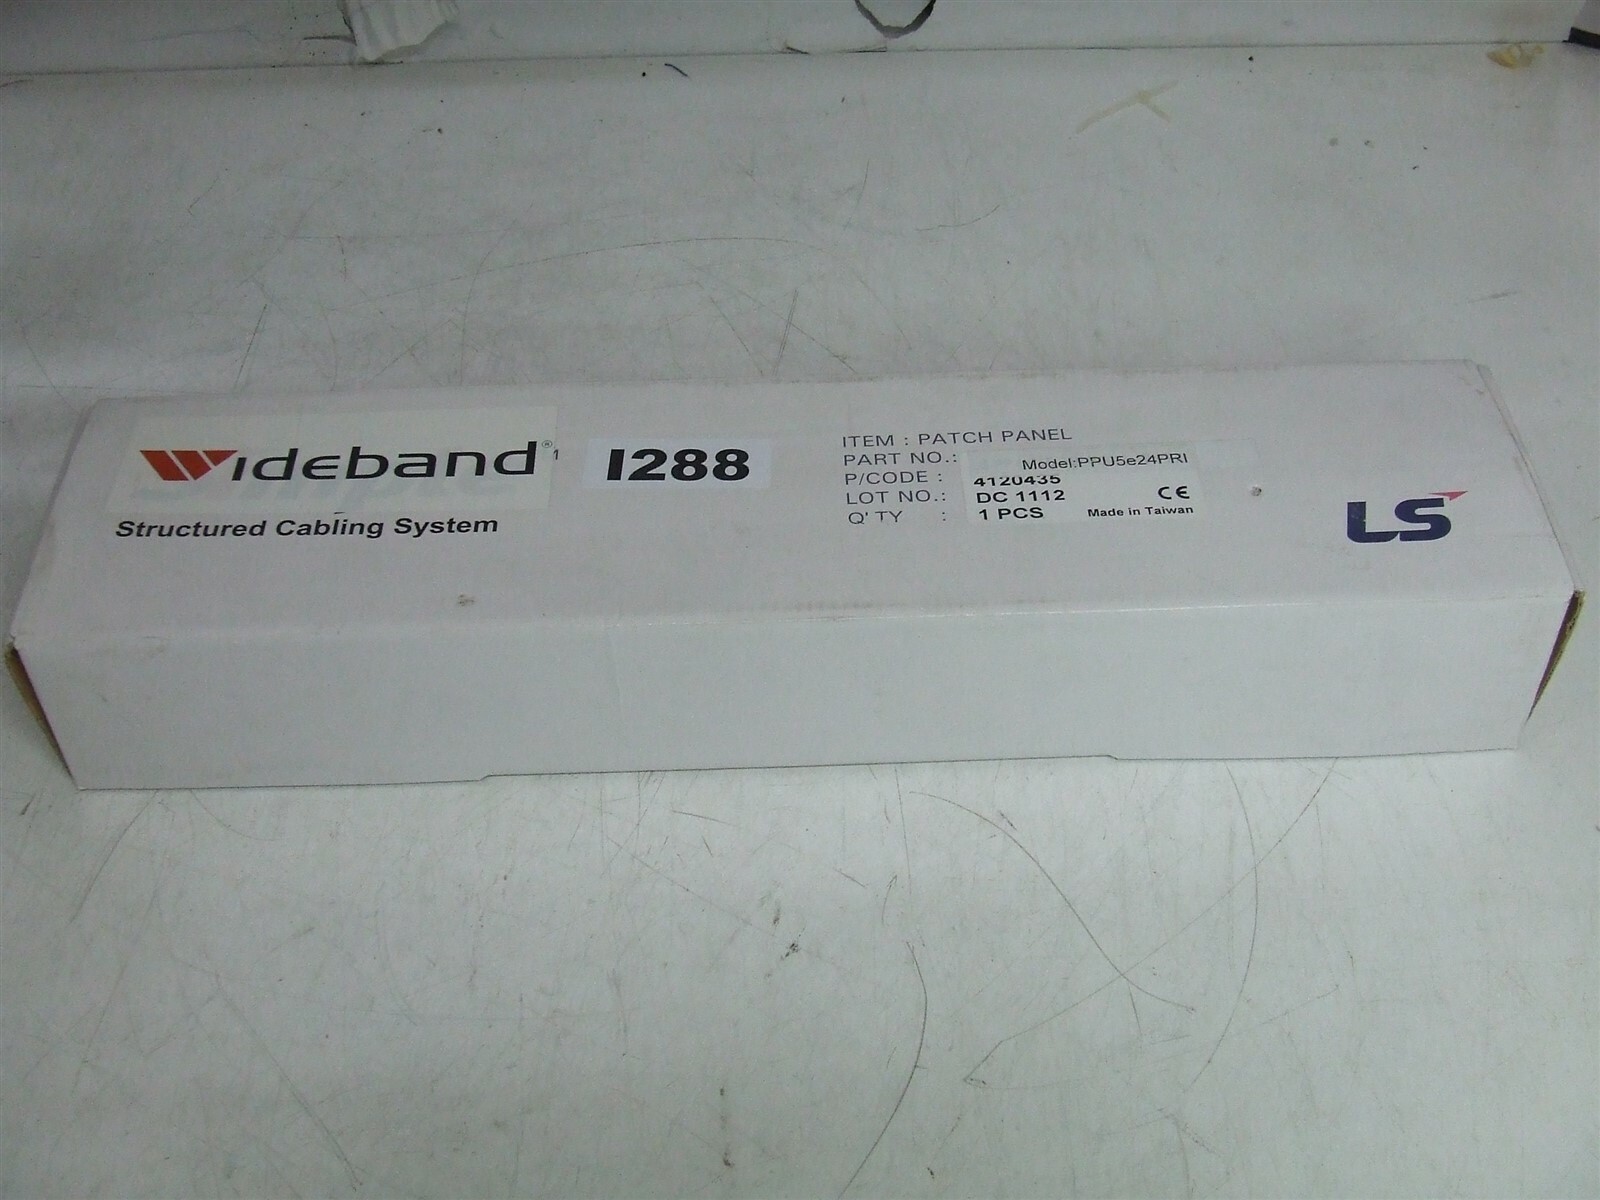 Wideband®1
Structured Cabling System
I288
ITEM : PATCH PANEL
PART NO.: Model:PPU5e24PRI
P/CODE : 4120435
LOT NO.: DC 1112 CE
Q'TY : 1 PCS Made in Taiwan
LS